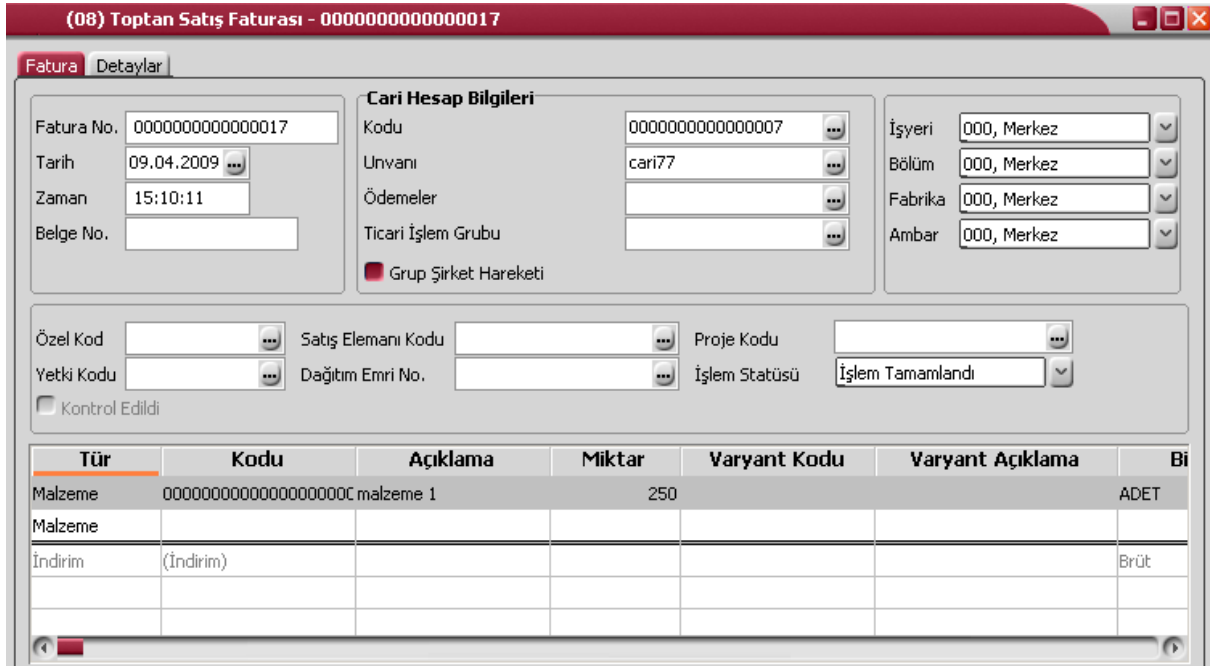 (08) Toptan Satış Faturası - 0000000000000017
Fatura Detaylar
Cari Hesap Bilgileri
Fatura No. 0000000000000017 Kodu 0000000000000007 İşyeri 000, Merkez
Tarih 09.04.2009 Unvanı cari77 Bölüm 000, Merkez
Zaman 15:10:11 Ödemeler Fabrika 000, Merkez
Belge No. Ticari İşlem Grubu Ambar 000, Merkez
Grup Şirket Hareketi
Özel Kod Satış Elemanı Kodu Proje Kodu
Yetki Kodu Dağıtım Emri No. İşlem Statüsü İşlem Tamamlandı
Kontrol Edildi
Tür Kodu Açıklama Miktar Varyant Kodu Varyant Açıklama Bi
Malzeme 00000000000000000000 malzeme 1 250 ADET
Malzeme
İndirim (İndirim) Brüt